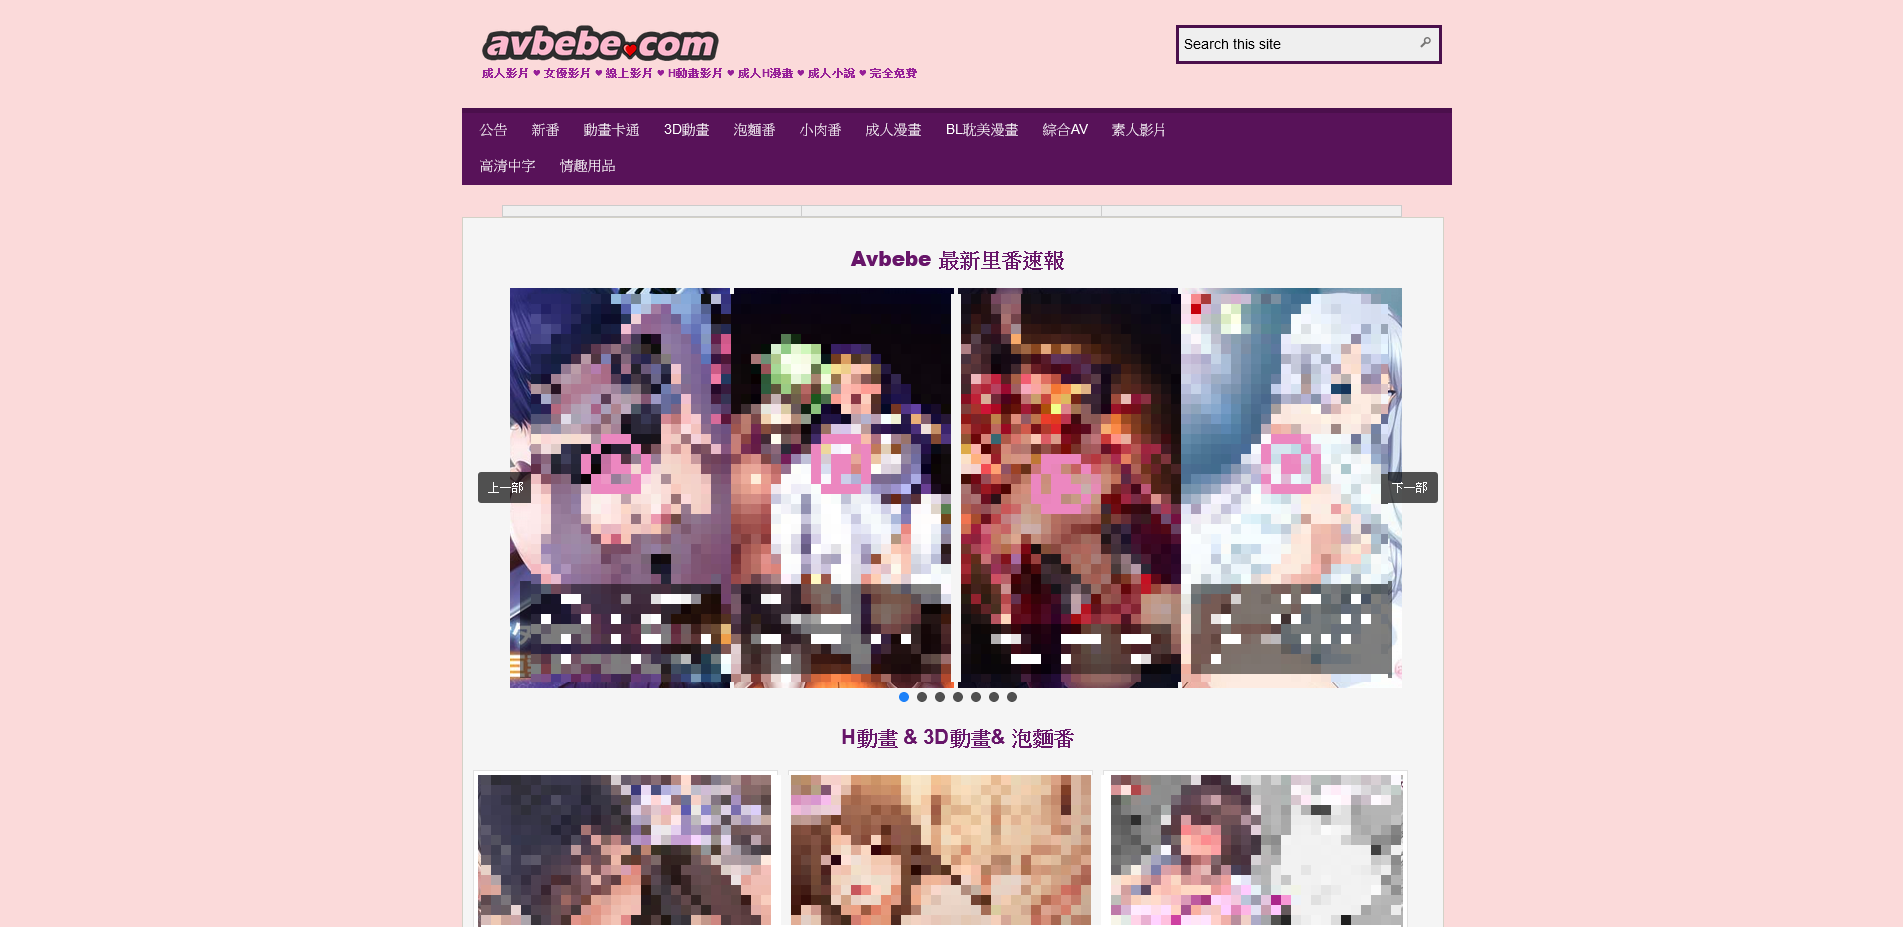 avbebe.com
成人影片 ♥ 女優影片 ♥ 線上影片 ♥ H動畫影片 ♥ 成人H漫畫 ♥ 成人小說 ♥ 完全免費
Search this site
公告 新番 動畫卡通 3D動畫 泡麵番 小肉番 成人漫畫 BL耽美漫畫 綜合AV 素人影片
高清中字 情趣用品
Avbebe 最新里番速報
上一部
下一部
H動畫 & 3D動畫& 泡麵番